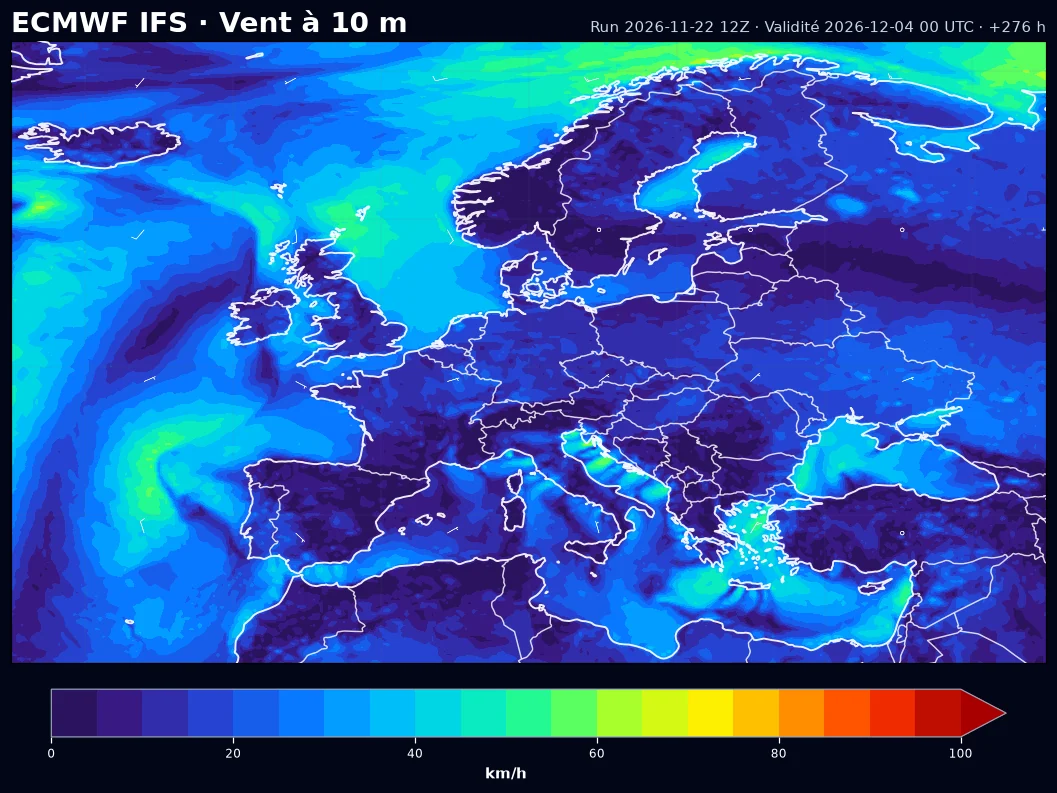 ECMWF IFS · Vent à 10 m
Run 2026-11-22 12Z · Validité 2026-12-04 00 UTC · +276 h
0 20 40 60 80 100
km/h